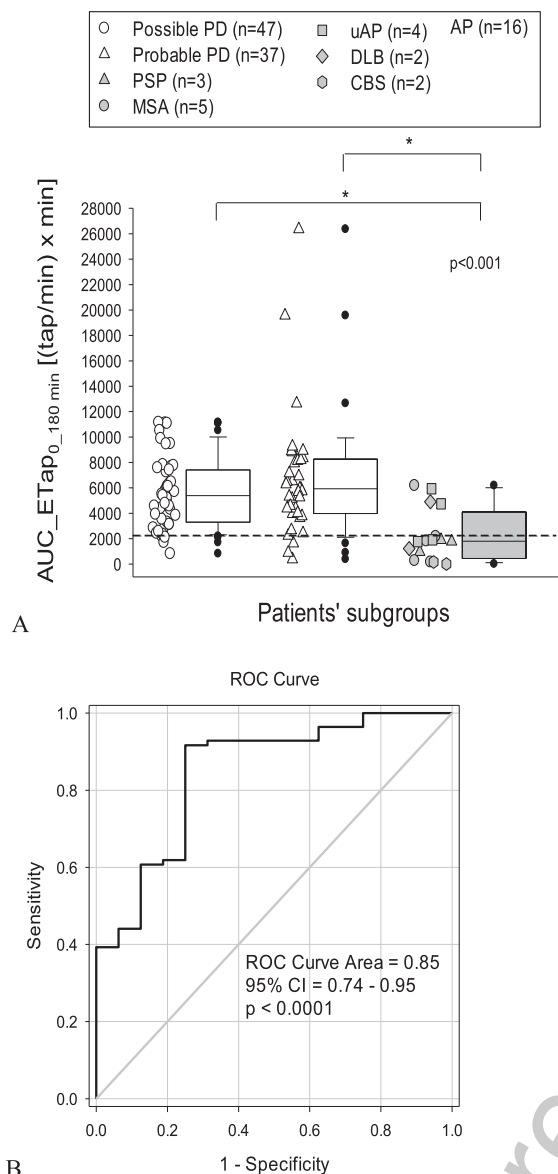 Possible PD (n=47)
Probable PD (n=37)
PSP (n=3)
MSA (n=5)
uAP (n=4)
DLB (n=2)
CBS (n=2)
AP (n=16)
*
*
p<0.001
AUC_ETap0_180 min [(tap/min) x min]
28000
26000
24000
22000
20000
18000
16000
14000
12000
10000
8000
6000
4000
2000
0
Patients' subgroups
A
ROC Curve
Sensitivity
1.0
0.8
0.6
0.4
0.2
0.0
ROC Curve Area = 0.85
95% CI = 0.74 - 0.95
p < 0.0001
0.0 0.2 0.4 0.6 0.8 1.0
1 - Specificity
B